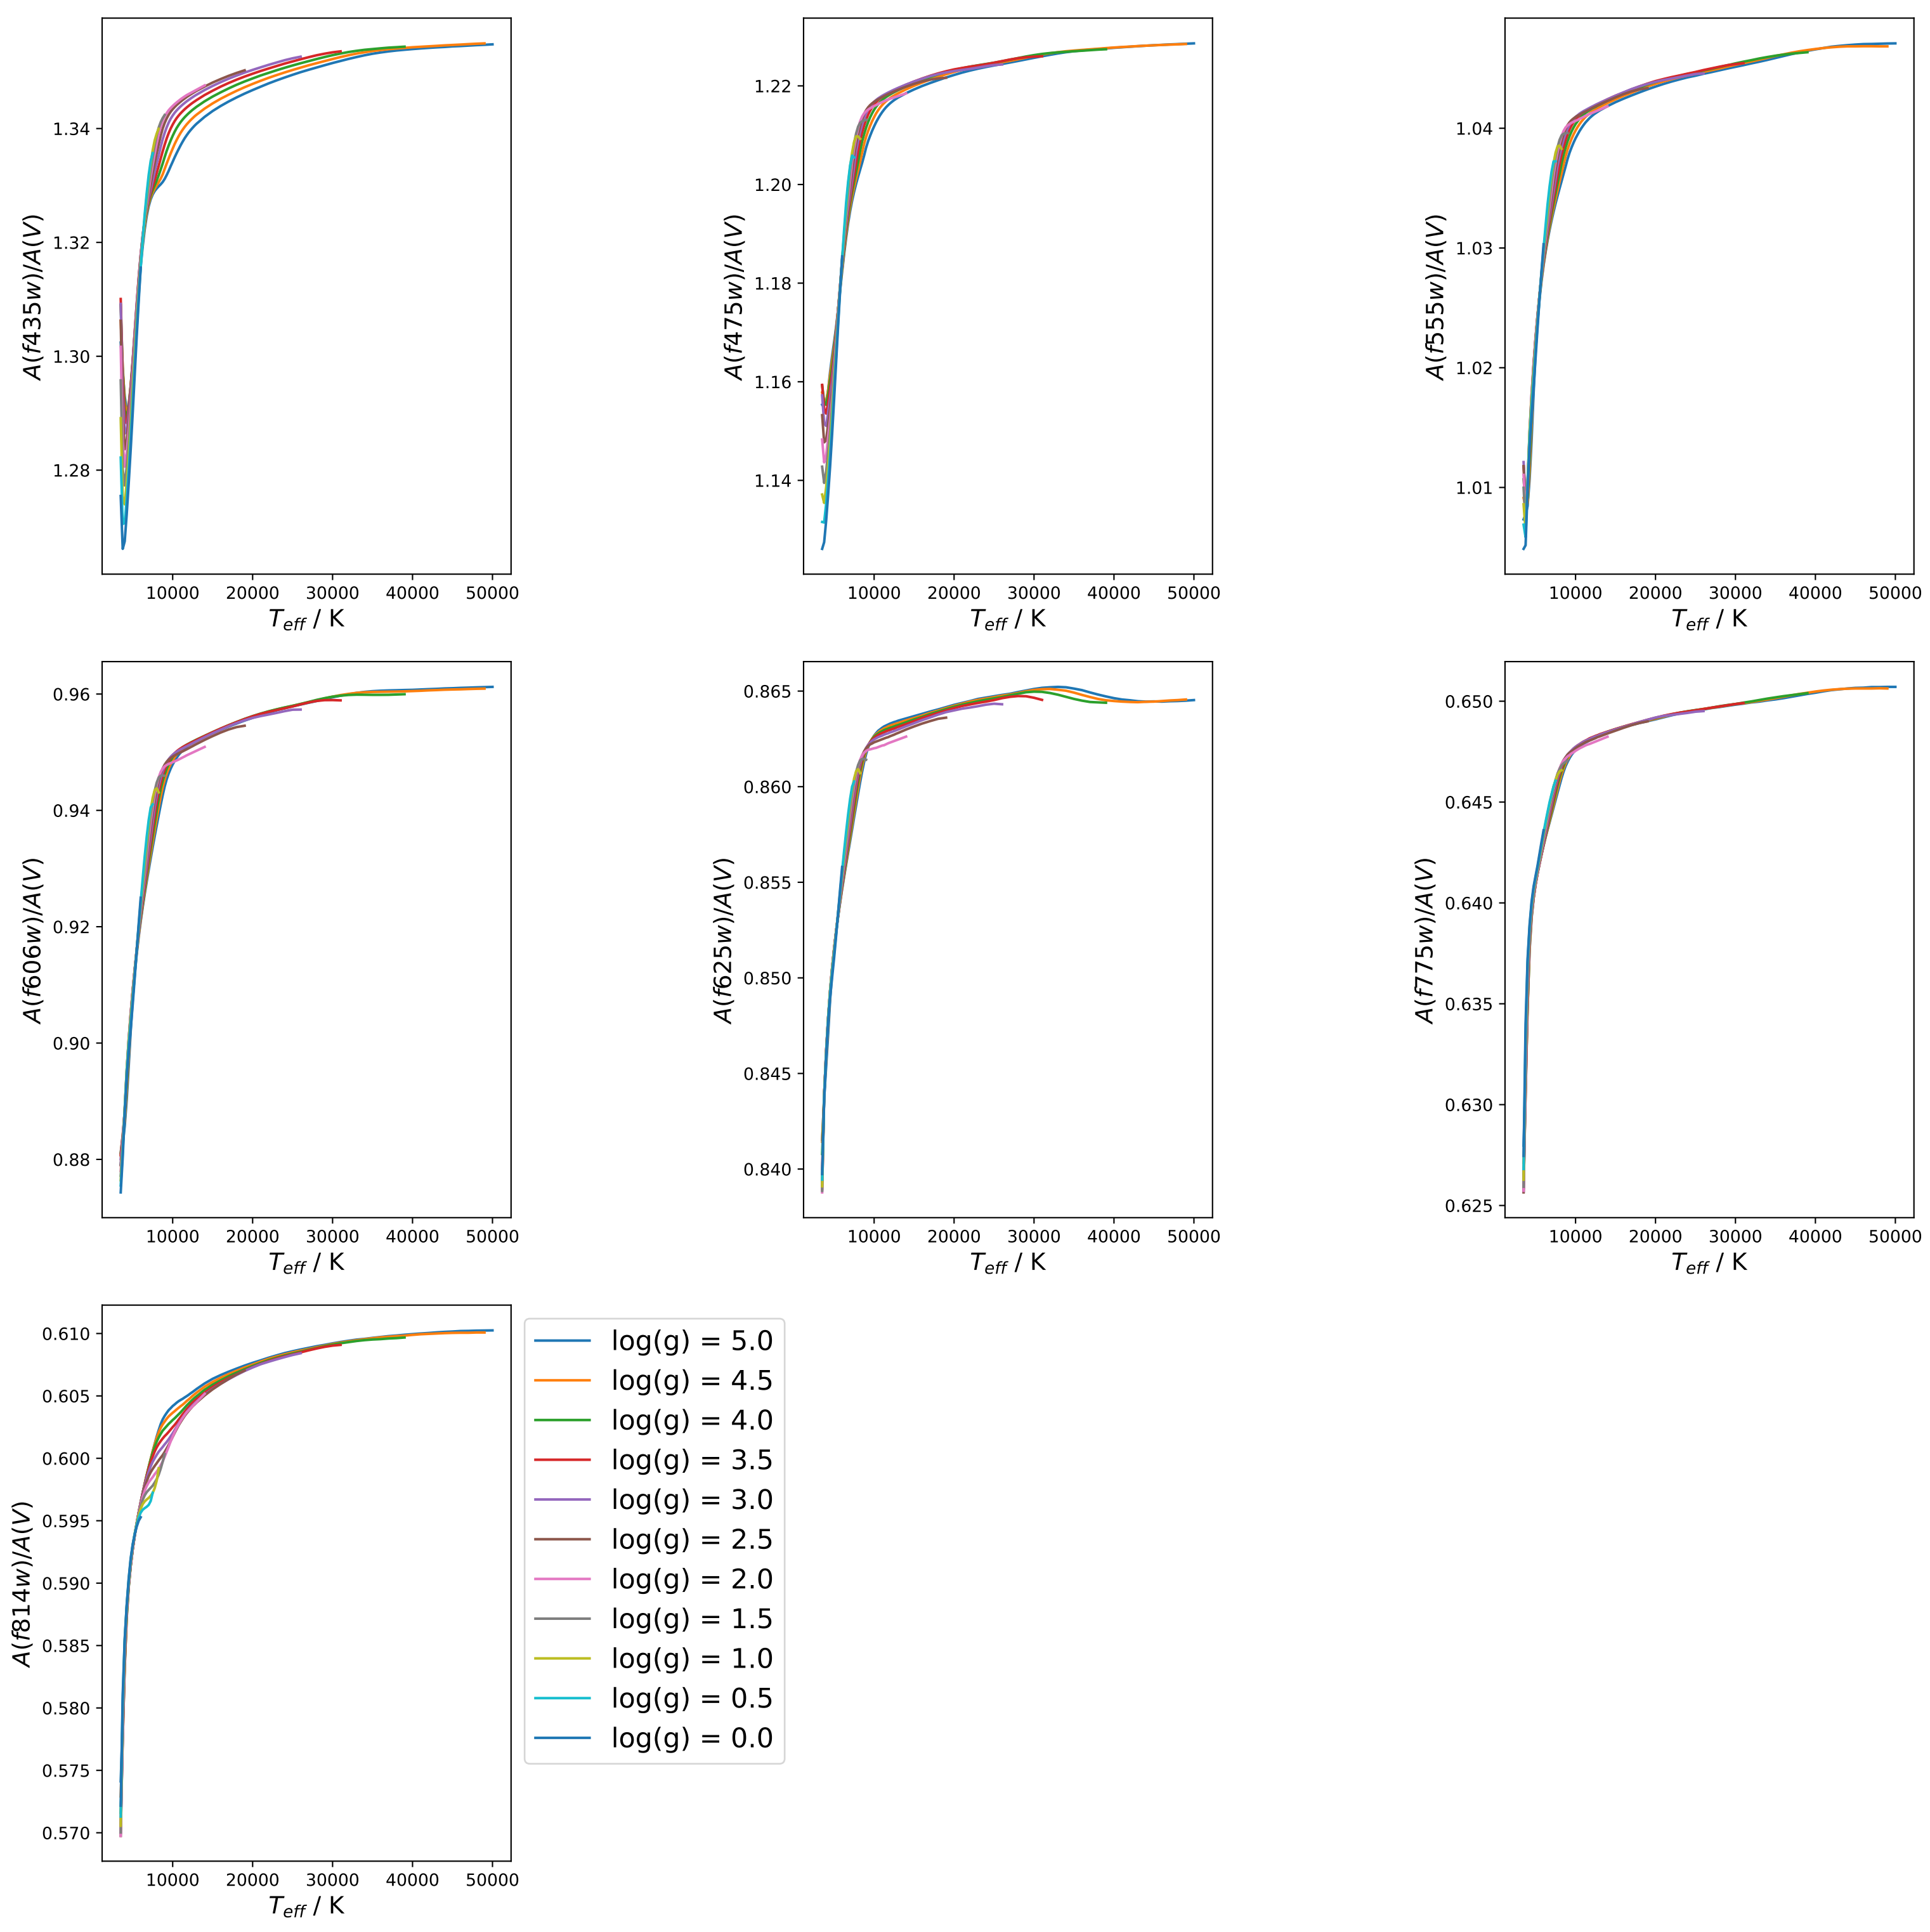 A(f435w)/A(V)
1.34
1.32
1.30
1.28
10000 20000 30000 40000 50000
T_eff / K
A(f475w)/A(V)
1.22
1.20
1.18
1.16
1.14
10000 20000 30000 40000 50000
T_eff / K
A(f555w)/A(V)
1.04
1.03
1.02
1.01
10000 20000 30000 40000 50000
T_eff / K
A(f606w)/A(V)
0.96
0.94
0.92
0.90
0.88
10000 20000 30000 40000 50000
T_eff / K
A(f625w)/A(V)
0.865
0.860
0.855
0.850
0.845
0.840
10000 20000 30000 40000 50000
T_eff / K
A(f775w)/A(V)
0.650
0.645
0.640
0.635
0.630
0.625
10000 20000 30000 40000 50000
T_eff / K
A(f814w)/A(V)
0.610
0.605
0.600
0.595
0.590
0.585
0.580
0.575
0.570
10000 20000 30000 40000 50000
T_eff / K
log(g) = 5.0
log(g) = 4.5
log(g) = 4.0
log(g) = 3.5
log(g) = 3.0
log(g) = 2.5
log(g) = 2.0
log(g) = 1.5
log(g) = 1.0
log(g) = 0.5
log(g) = 0.0